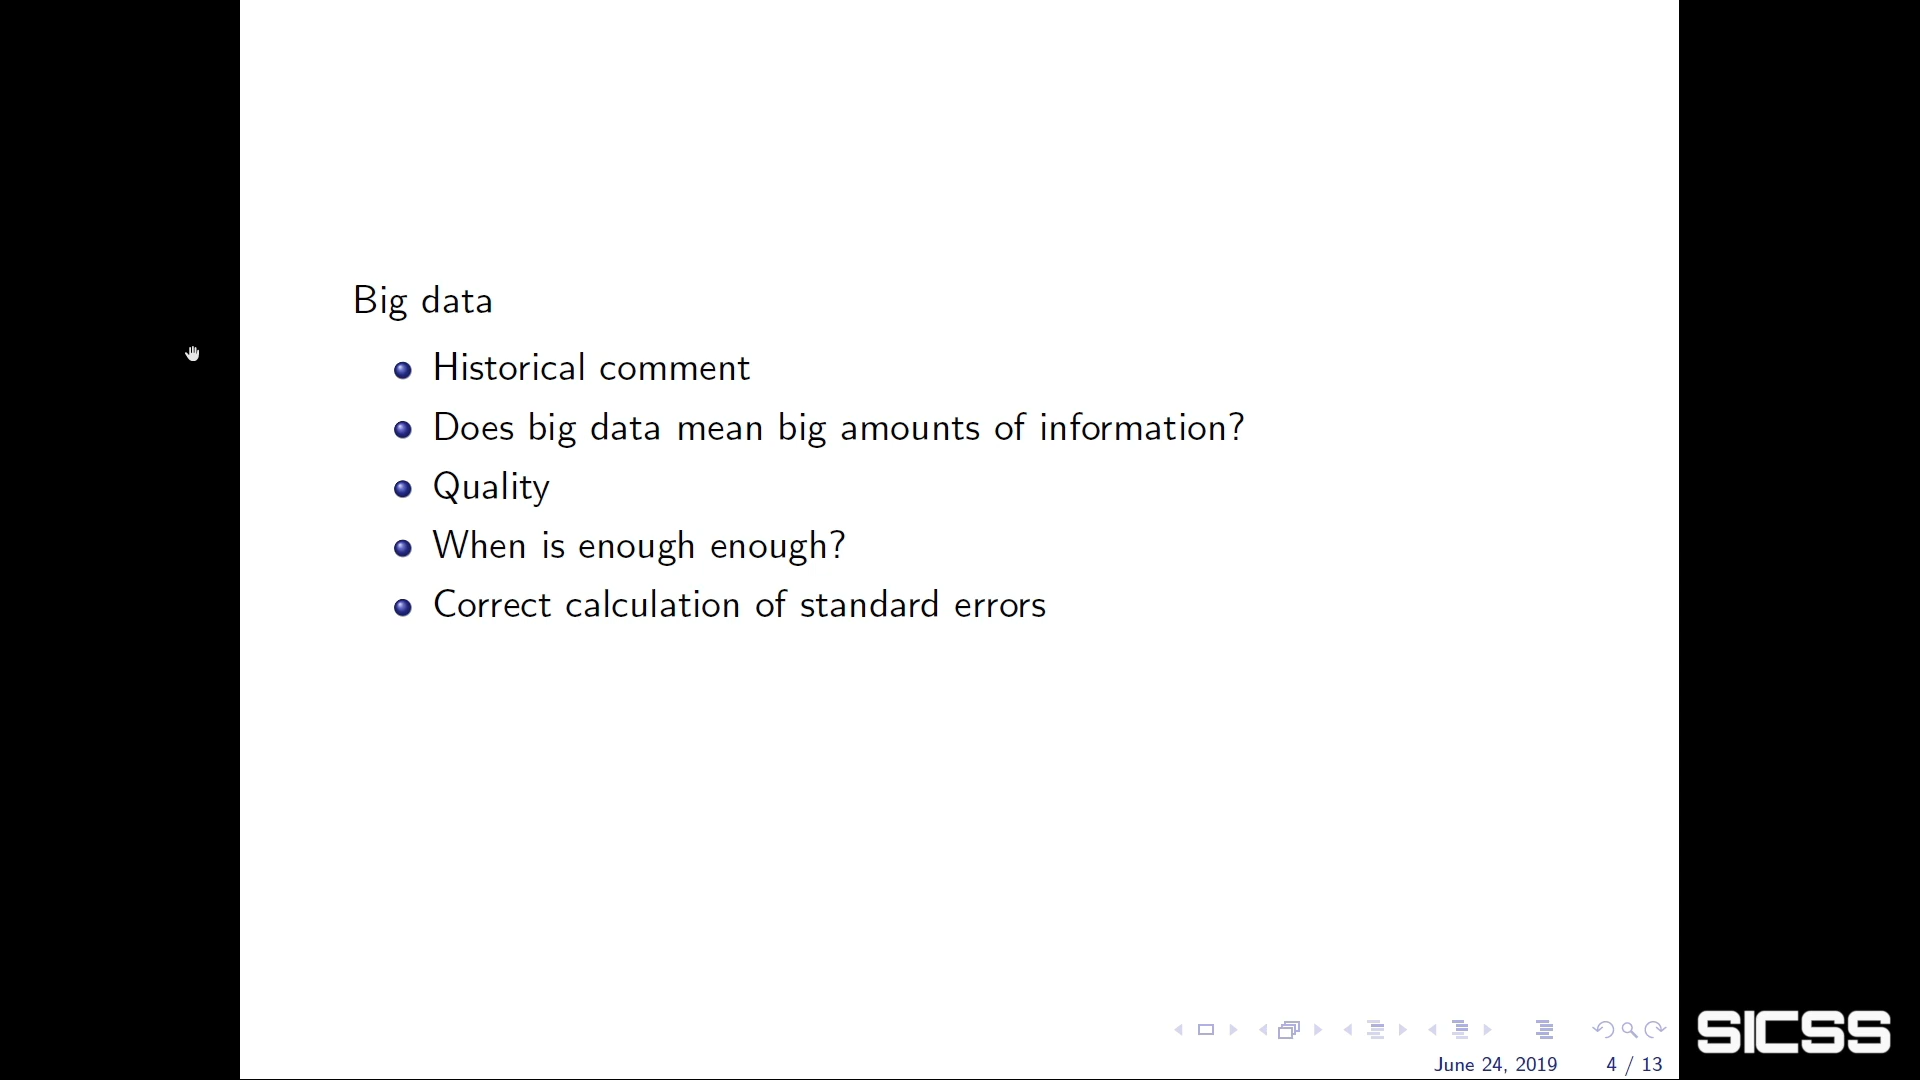 Big data
Historical comment
Does big data mean big amounts of information?
Quality
When is enough enough?
Correct calculation of standard errors
June 24, 2019 4 / 13
SICSS